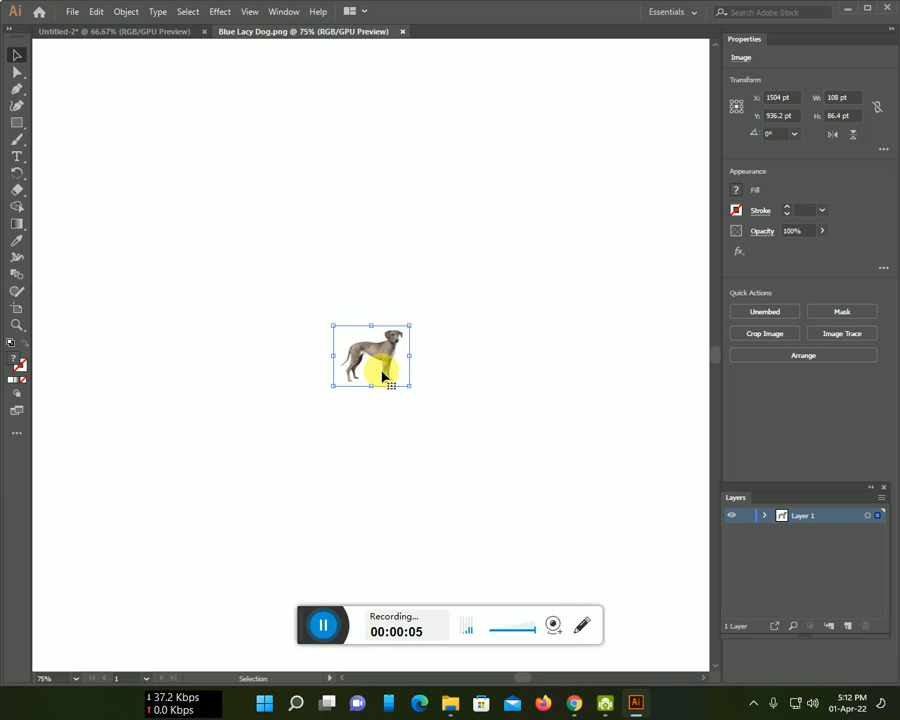 Ai File Edit Object Type Select Effect View Window Help Essentials Search Adobe Stock
Untitled-2* @ 66.67% (RGB/GPU Preview) × Blue Lacy Dog.png @ 75% (RGB/GPU Preview) ×
Properties
Image
Transform
X: 1504 pt W: 108 pt
Y: 936.2 pt H: 86.4 pt
0°
Appearance
? Fill
Stroke
Opacity 100%
fx.
Quick Actions
Unembed Mask
Crop Image Image Trace
Arrange
Layers
Layer 1
1 Layer
Recording...
00:00:05
75% 1 Selection
37.2 Kbps
0.0 Kbps
Ai
5:12 PM
01-Apr-22